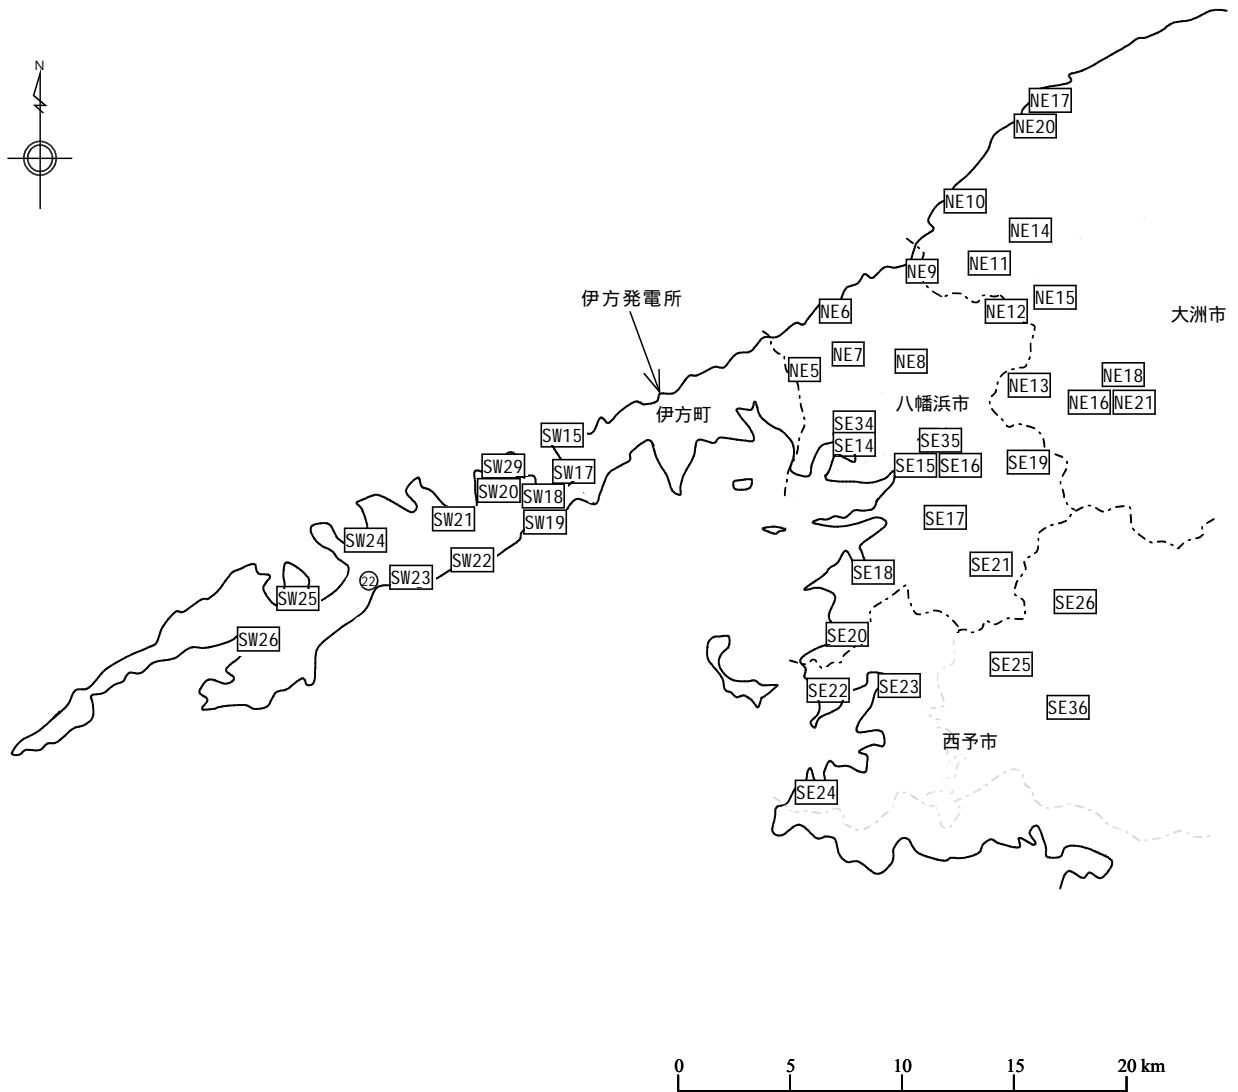 N
NE17
NE20
NE10
NE14
NE11
NE9
伊方発電所
NE15
NE6
NE12
大洲市
NE7
NE8
NE5
NE18
NE13
八幡浜市
NE16
NE21
伊方町
SE34
SW15
SE35
SE14
SW29
SE15
SE16
SE19
SW17
SW20
SW18
SW21
SW19
SE17
SW24
SW22
SE21
SE18
22
SW23
SW25
SE26
SW26
SE20
SE25
SE22
SE23
SE36
西予市
SE24
0 5 10 15 20 km